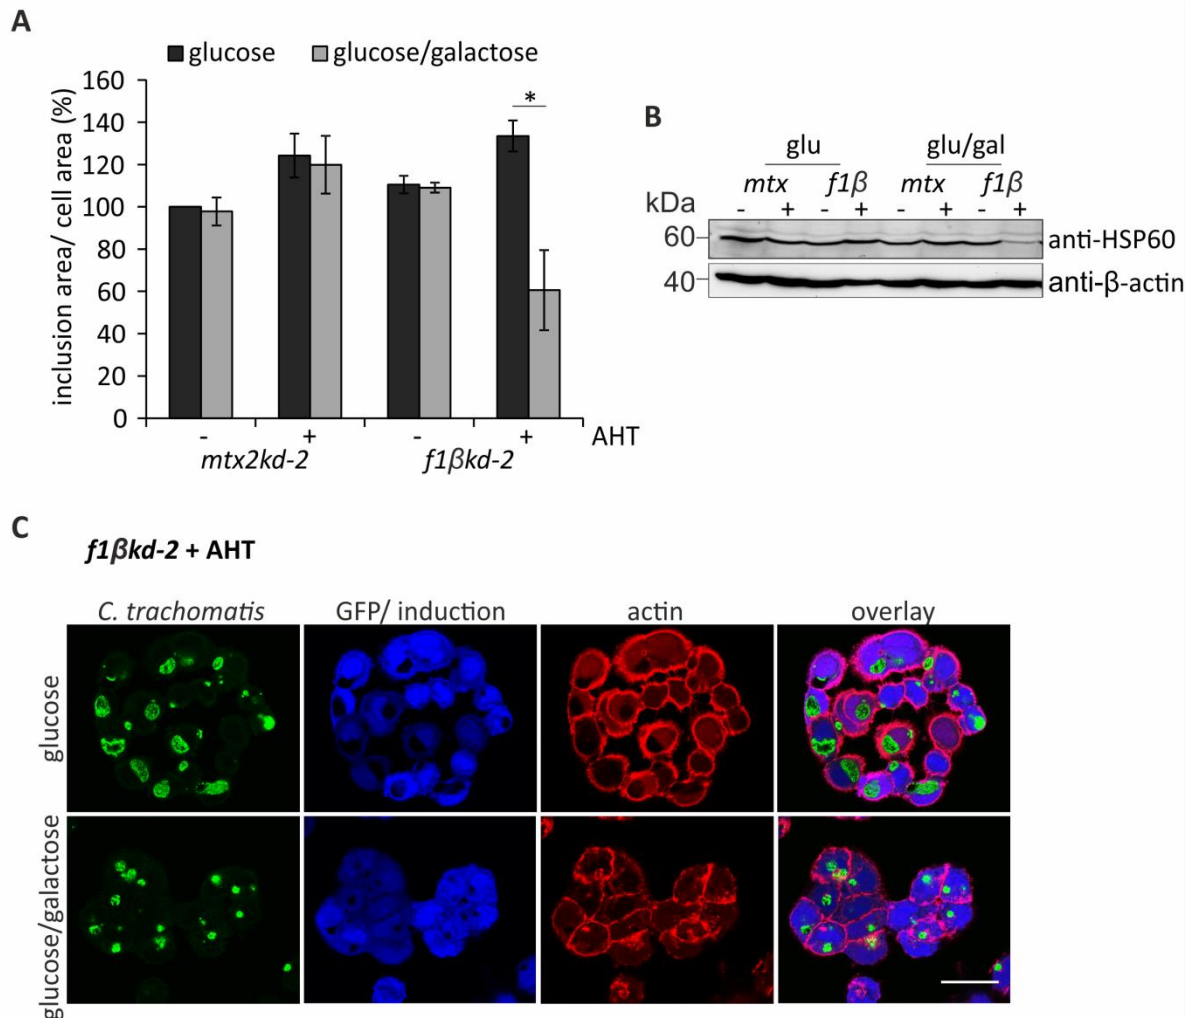 A
glucose glucose/galactose
inclusion area/ cell area (%)
160
140
120
100
80
60
40
20
0
*
- + - + AHT
mtx2kd-2 f1βkd-2
B
glu glu/gal
mtx f1β mtx f1β
kDa - + - + - + - +
60 anti-HSP60
40 anti-β-actin
C
f1βkd-2 + AHT
C. trachomatis GFP/ induction actin overlay
glucose
glucose/galactose